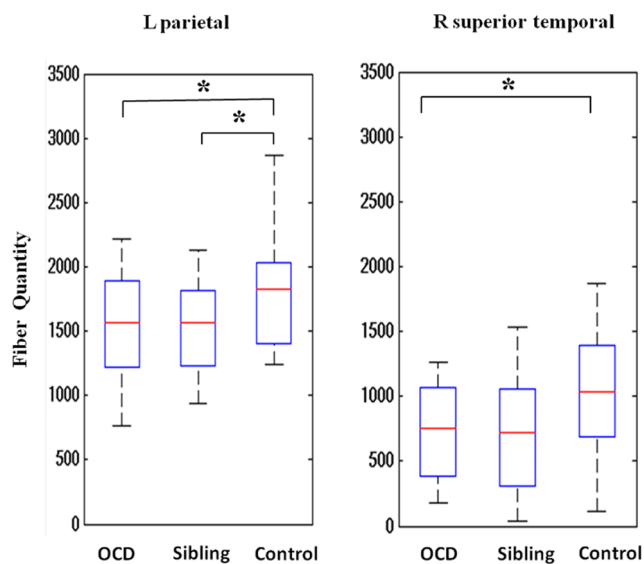 L parietal
R superior temporal
3500
3000
2500
2000
1500
1000
500
0
Fiber Quantity
*
*
OCD
Sibling
Control
3500
3000
2500
2000
1500
1000
500
0
*
OCD
Sibling
Control